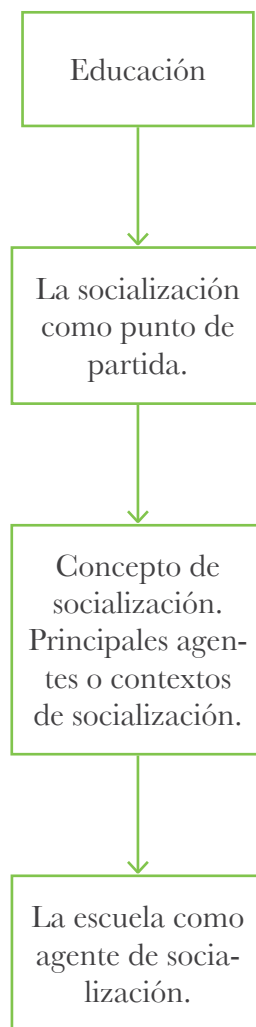 Educación
La socialización
como punto de
partida.
Concepto de
socialización.
Principales agen-
tes o contextos
de socialización.
La escuela como
agente de socia-
lización.